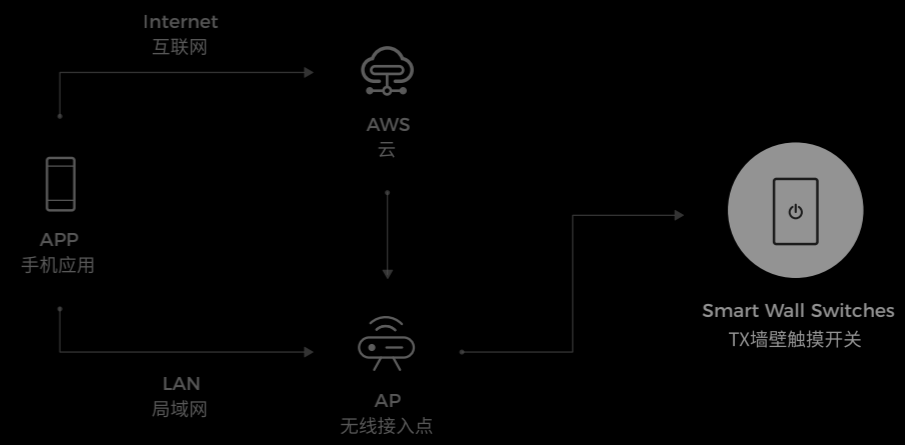 Internet
互联网
AWS
云
APP
手机应用
Smart Wall Switches
TX墙壁触摸开关
LAN
局域网
AP
无线接入点